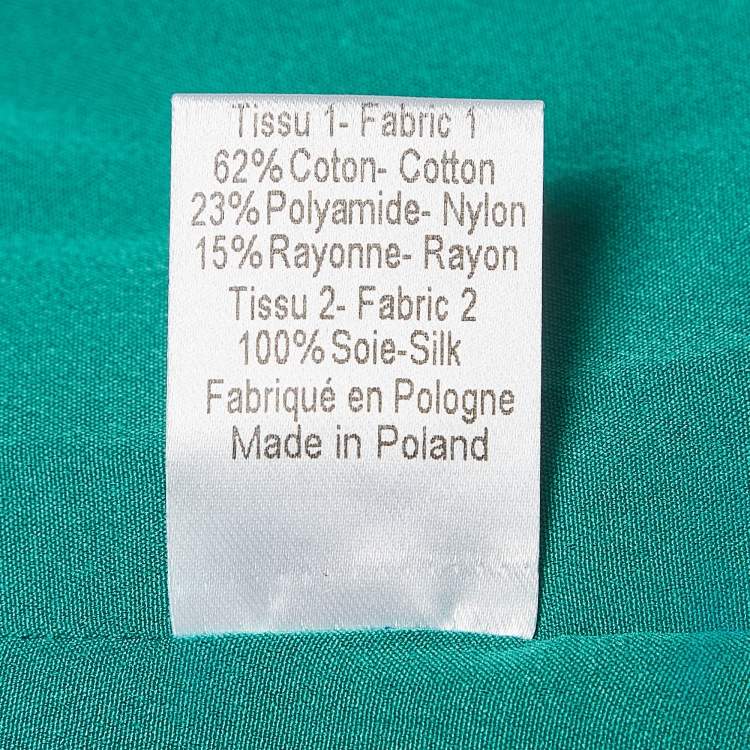 Tissu 1- Fabric 1
62% Coton- Cotton
23% Polyamide- Nylon
15% Rayonne- Rayon
Tissu 2- Fabric 2
100% Soie-Silk
Fabriqué en Pologne
Made in Poland